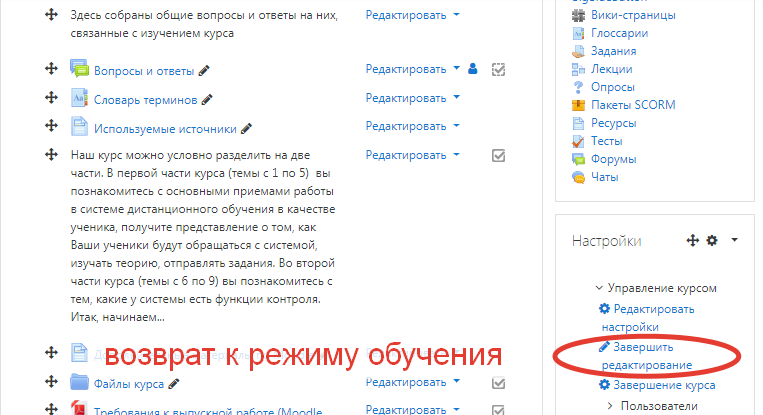 Здесь собраны общие вопросы и ответы на них,
связанные с изучением курса
Редактировать
Вопросы и ответы
Редактировать
Словарь терминов
Редактировать
Используемые источники
Редактировать
Наш курс можно условно разделить на две
части. В первой части курса (темы с 1 по 5) вы
познакомитесь с основными приемами работы
в системе дистанционного обучения в качестве
ученика, получите представление о том, как
Ваши ученики будут обращаться с системой,
изучать теорию, отправлять задания. Во второй
части курса (темы с 6 по 9) вы познакомитесь с
тем, какие у системы есть функции контроля.
Итак, начинаем...
Редактировать
возврат к режиму обучения
Файлы курса
Редактировать
Требования к выпускной работе (Moodle
Редактировать
Вики-страницы
Глоссарии
Задания
Лекции
Опросы
Пакеты SCORM
Ресурсы
Тесты
Форумы
Чаты
Настройки
Управление курсом
Редактировать
настройки
Завершить
редактирование
Завершение курса
Пользователи